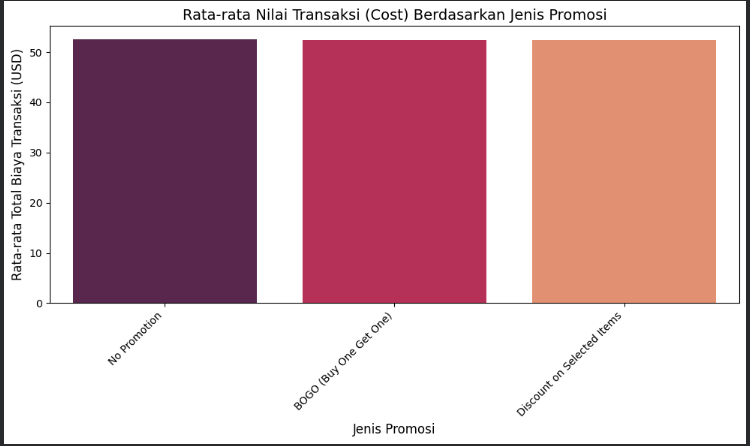 Rata-rata Nilai Transaksi (Cost) Berdasarkan Jenis Promosi
Rata-rata Total Biaya Transaksi (USD)
50
40
30
20
10
0
No Promotion
BOGO (Buy One Get One)
Discount on Selected Items
Jenis Promosi